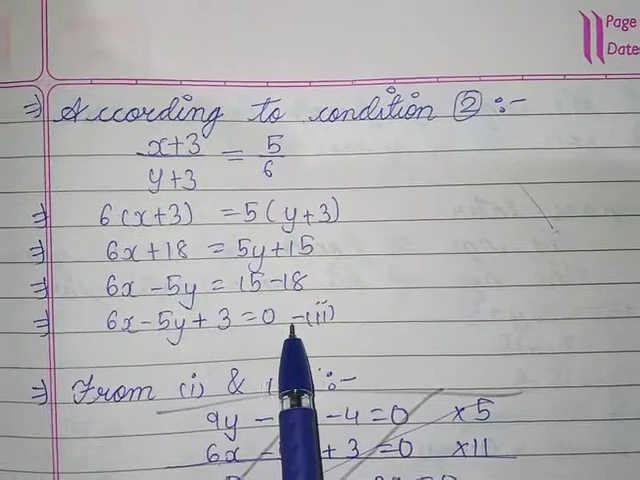 Page
Date
⇒ According to condition ② :-
x+3/y+3 = 5/6
⇒ 6(x+3) = 5(y+3)
⇒ 6x+18 = 5y+15
⇒ 6x-5y = 15-18
⇒ 6x-5y+3=0 -(ii)
⇒ From (i) & :-
9y - -4=0 ×5
6x - +3=0 ×11